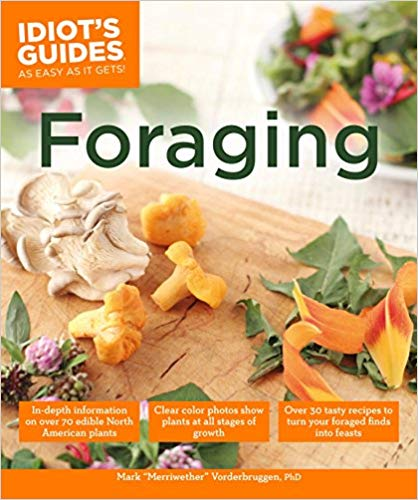 IDIOT'S
GUIDES
AS EASY AS IT GETS!
Foraging
In-depth information
on over 70 edible North
American plants
Clear color photos show
plants at all stages of
growth
Over 30 tasty recipes to
turn your foraged finds
into feasts
Mark "Merriwether" Vorderbruggen, PhD